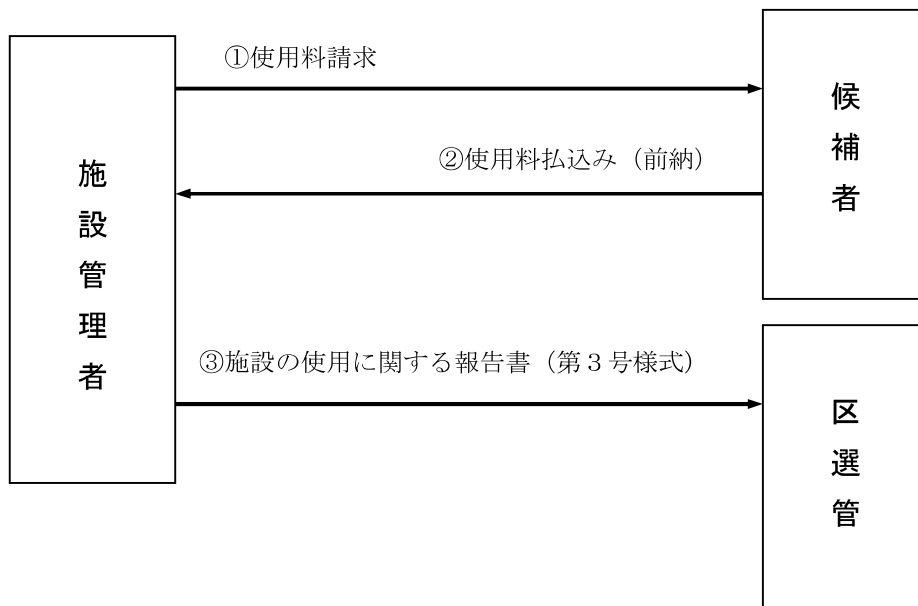 施設管理者
①使用料請求
候補者
②使用料払込み（前納）
③施設の使用に関する報告書（第３号様式）
区選管